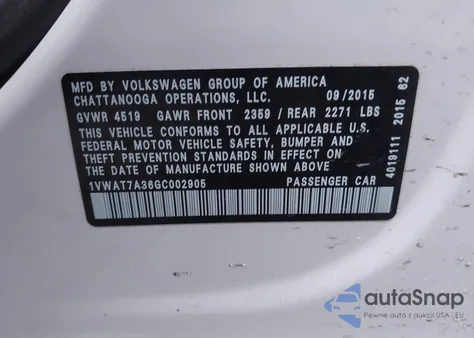 MFD BY VOLKSWAGEN GROUP OF AMERICA
CHATTANOOGA OPERATIONS, LLC. 09/2015
GVWR 4519 GAWR FRONT 2359 / REAR 2271 LBS
THIS VEHICLE CONFORMS TO ALL APPLICABLE U.S.
FEDERAL MOTOR VEHICLE SAFETY, BUMPER AND
THEFT PREVENTION STANDARDS IN EFFECT ON
THE DATE OF MANUFACTURE SHOWN ABOVE
1VWAT7A36GC002905 PASSENGER CAR
4019111 2015 62
autoSnap
Pewne auto z aukcji USA i EU